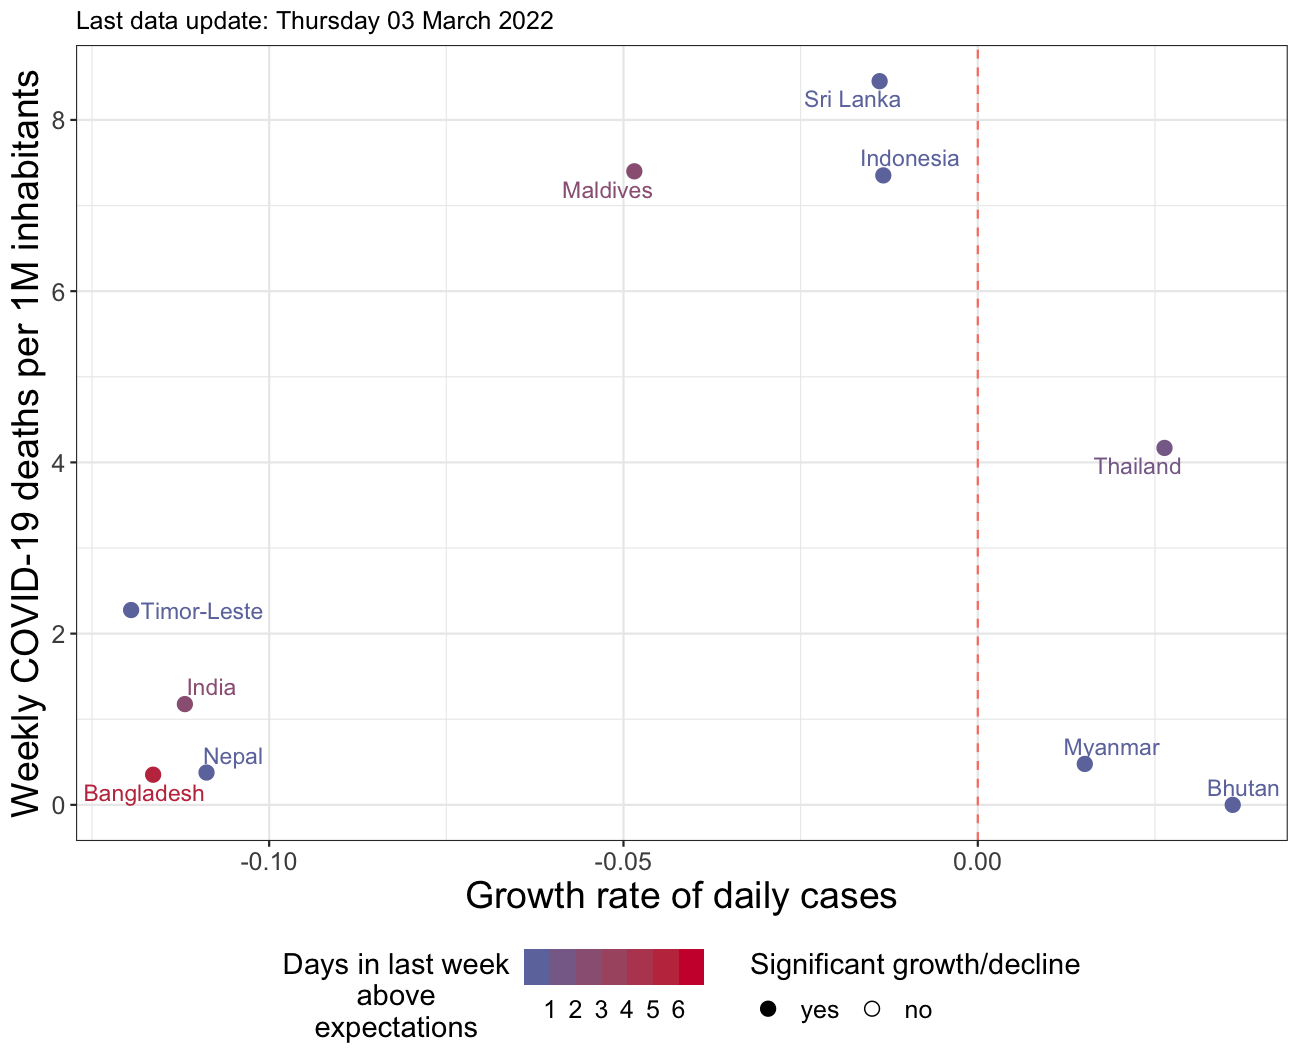 Last data update: Thursday 03 March 2022
Weekly COVID-19 deaths per 1M inhabitants
8
6
4
2
0
Sri Lanka
Indonesia
Maldives
Thailand
Timor-Leste
India
Nepal
Bangladesh
Myanmar
Bhutan
-0.10 -0.05 0.00
Growth rate of daily cases
Days in last week
above
expectations
1 2 3 4 5 6
Significant growth/decline
yes no